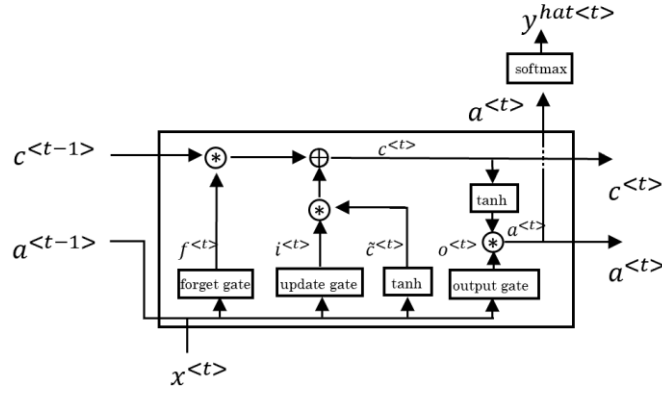 y^{hat<t>}
softmax
a^{<t>}
c^{<t-1>}
c^{<t>}
c^{<t>}
tanh
a^{<t-1>}
f^{<t>}
i^{<t>}
c̃^{<t>}
o^{<t>}
a^{<t>}
a^{<t>}
forget gate
update gate
tanh
output gate
x^{<t>}